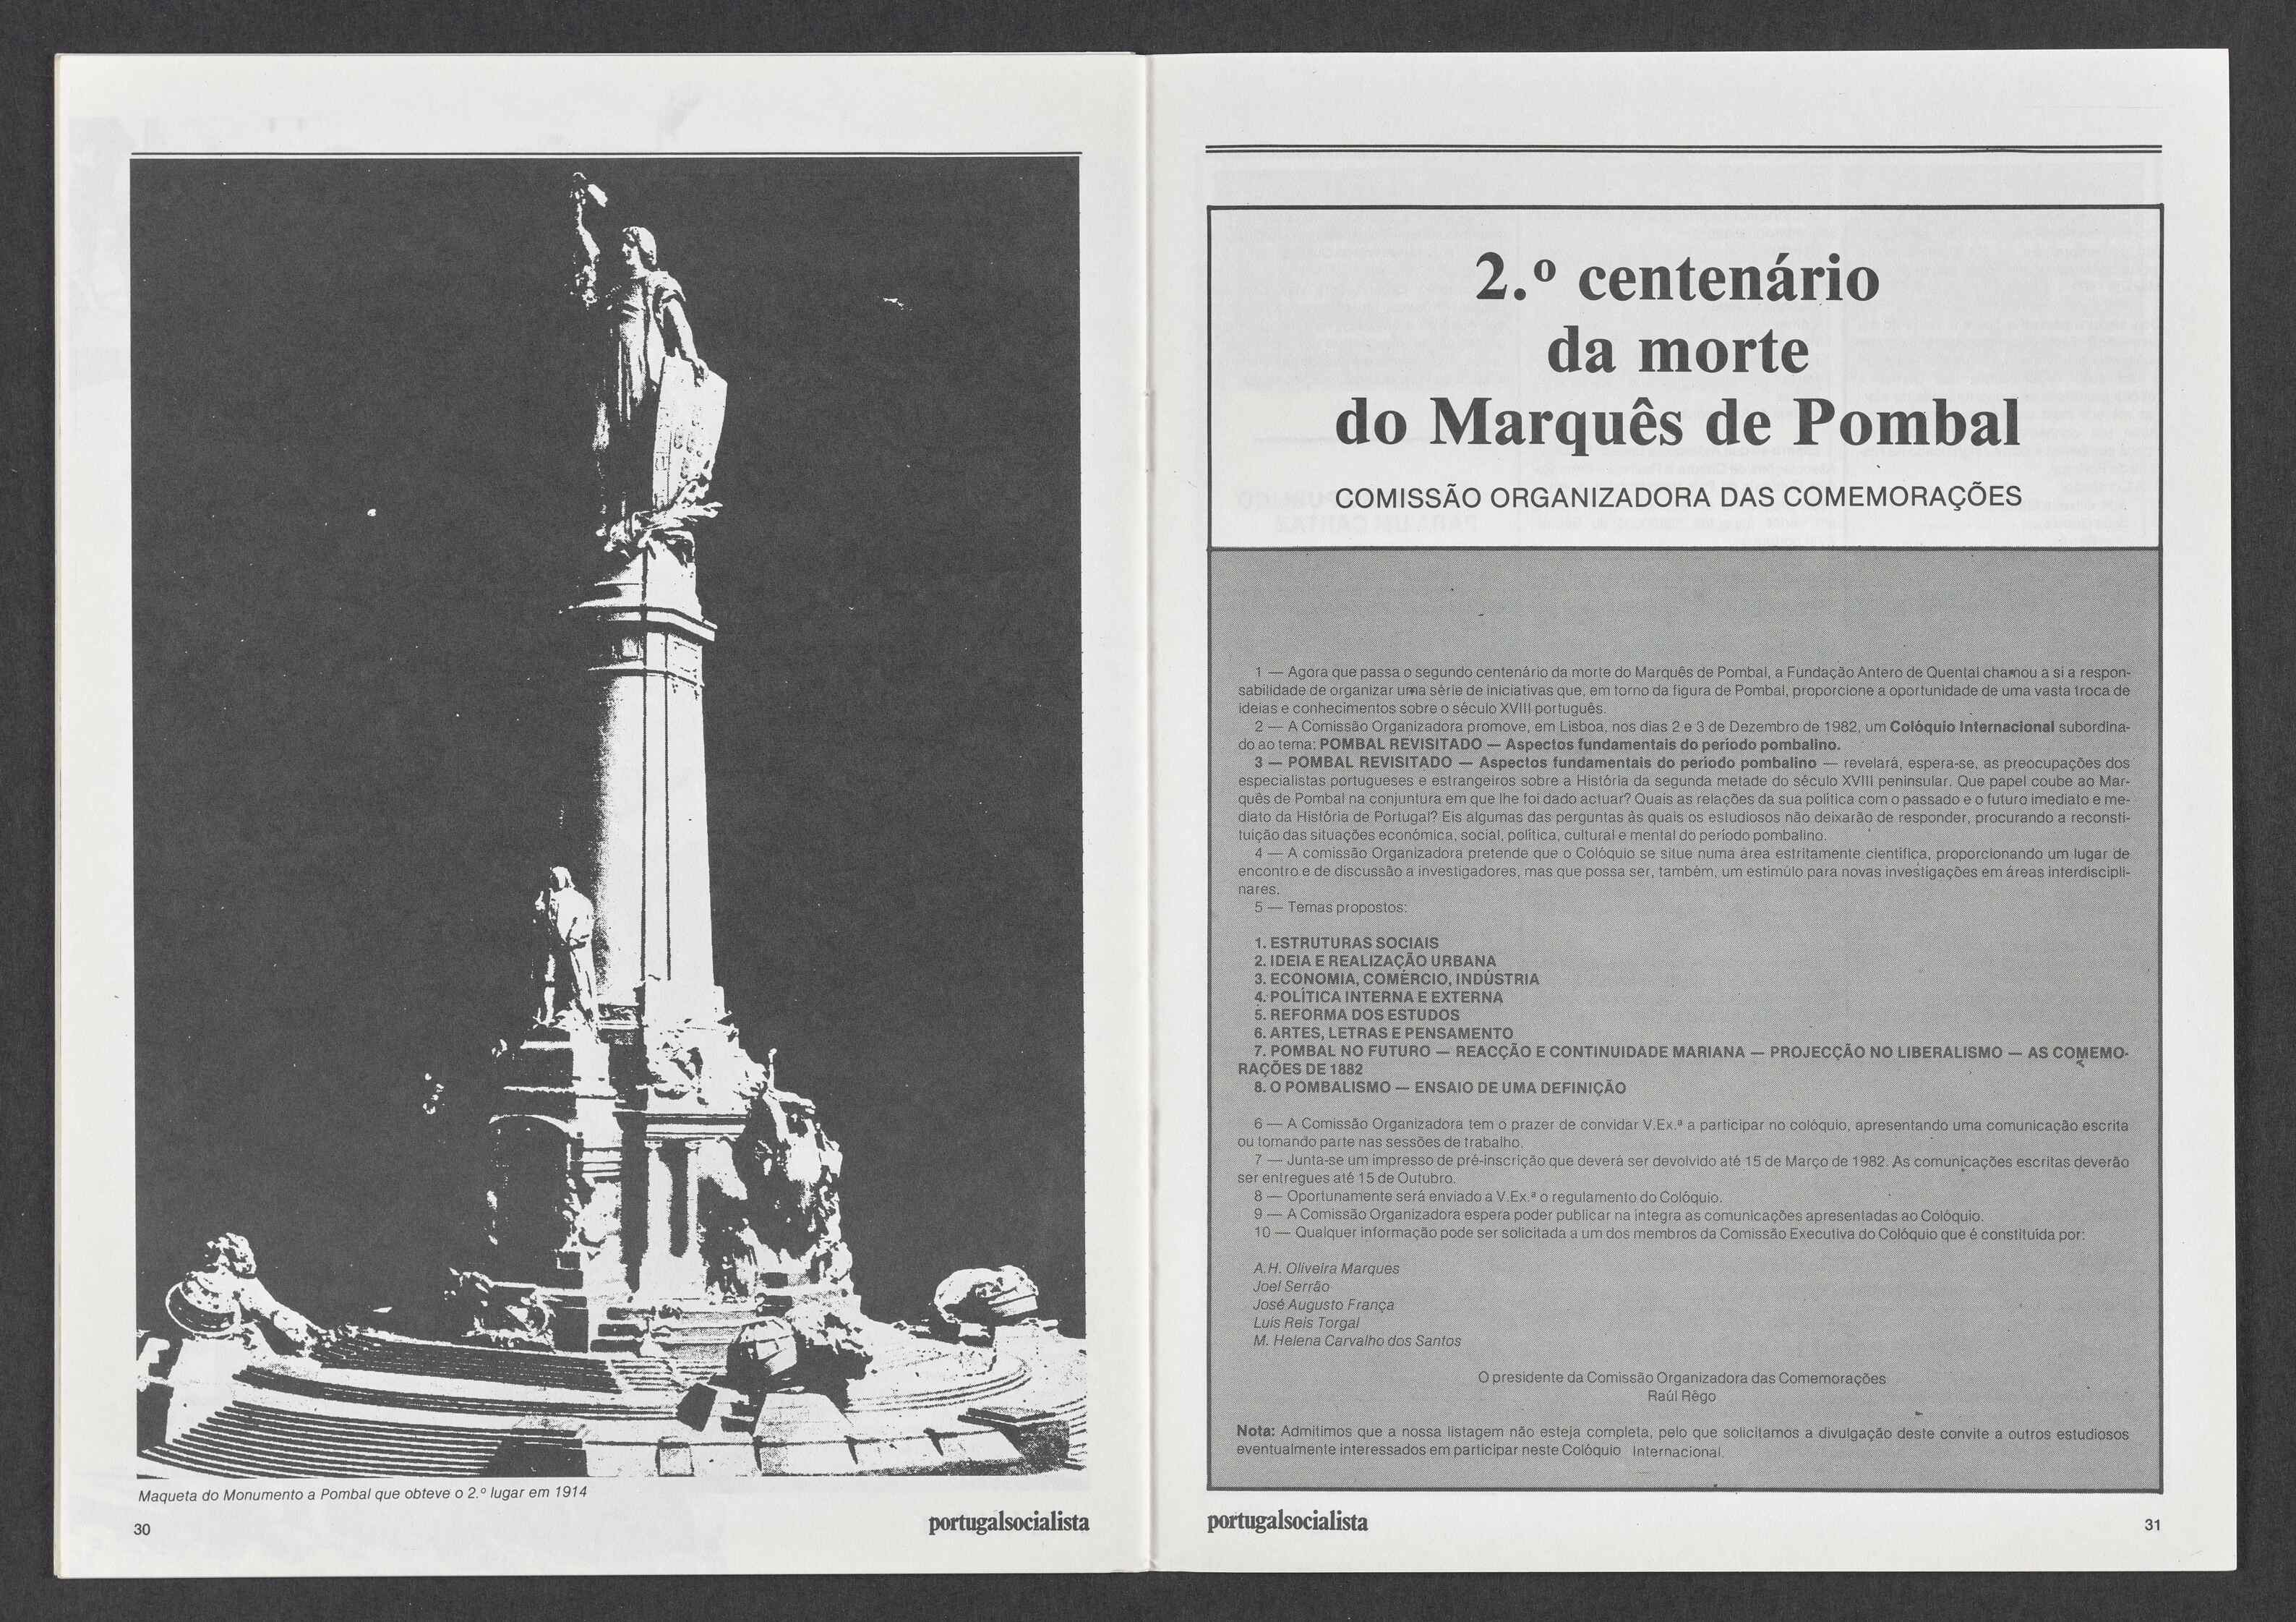 Maqueta do Monumento a Pombal que obteve o 2.º lugar em 1914
30
portugalsocialista
2.º centenário
da morte
do Marquês de Pombal
COMISSÃO ORGANIZADORA DAS COMEMORAÇÕES
1 — Agora que passa o segundo centenário da morte do Marquês de Pombal, a Fundação Antero de Quental chamou a si a respon-
sabilidade de organizar uma série de iniciativas que, em torno da figura de Pombal, proporcione a oportunidade de uma vasta troca de
ideias e conhecimentos sobre o século XVIII português.
2 — A Comissão Organizadora promove, em Lisboa, nos dias 2 e 3 de Dezembro de 1982, um Colóquio Internacional subordina-
do ao tema: POMBAL REVISITADO — Aspectos fundamentais do período pombalino.
3 — POMBAL REVISITADO — Aspectos fundamentais do período pombalino — revelará, espera-se, as preocupações dos
especialistas portugueses e estrangeiros sobre a História da segunda metade do século XVIII peninsular. Que papel coube ao Mar-
quês de Pombal na conjuntura em que lhe foi dado actuar? Quais as relações da sua política com o passado e o futuro imediato e me-
diato da História de Portugal? Eis algumas das perguntas às quais os estudiosos não deixarão de responder, procurando a reconsti-
tuição das situações económica, social, política, cultural e mental do período pombalino.
4 — A comissão Organizadora pretende que o Colóquio se situe numa área estritamente científica, proporcionando um lugar de
encontro e de discussão a investigadores, mas que possa ser, também, um estimúlo para novas investigações em áreas interdiscipli-
nares.
5 — Temas propostos:
1. ESTRUTURAS SOCIAIS
2. IDEIA E REALIZAÇÃO URBANA
3. ECONOMIA, COMÉRCIO, INDÚSTRIA
4. POLÍTICA INTERNA E EXTERNA
5. REFORMA DOS ESTUDOS
6. ARTES, LETRAS E PENSAMENTO
7. POMBAL NO FUTURO — REACÇÃO E CONTINUIDADE MARIANA — PROJECÇÃO NO LIBERALISMO — AS COMEMO-
RAÇÕES DE 1882
8. O POMBALISMO — ENSAIO DE UMA DEFINIÇÃO
6 — A Comissão Organizadora tem o prazer de convidar V.Ex.ª a participar no colóquio, apresentando uma comunicação escrita
ou tomando parte nas sessões de trabalho.
7 — Junta-se um impresso de pré-inscrição que deverá ser devolvido até 15 de Março de 1982. As comunicações escritas deverão
ser entregues até 15 de Outubro.
8 — Oportunamente será enviado a V.Ex.ª o regulamento do Colóquio.
9 — A Comissão Organizadora espera poder publicar na íntegra as comunicações apresentadas ao Colóquio.
10 — Qualquer informação pode ser solicitada a um dos membros da Comissão Executiva do Colóquio que é constituída por:
A.H. Oliveira Marques
Joel Serrão
José Augusto França
Luís Reis Torgal
M. Helena Carvalho dos Santos
O presidente da Comissão Organizadora das Comemorações
Raúl Rêgo
Nota: Admitimos que a nossa listagem não esteja completa, pelo que solicitamos a divulgação deste convite a outros estudiosos
eventualmente interessados em participar neste Colóquio Internacional.
portugalsocialista
31